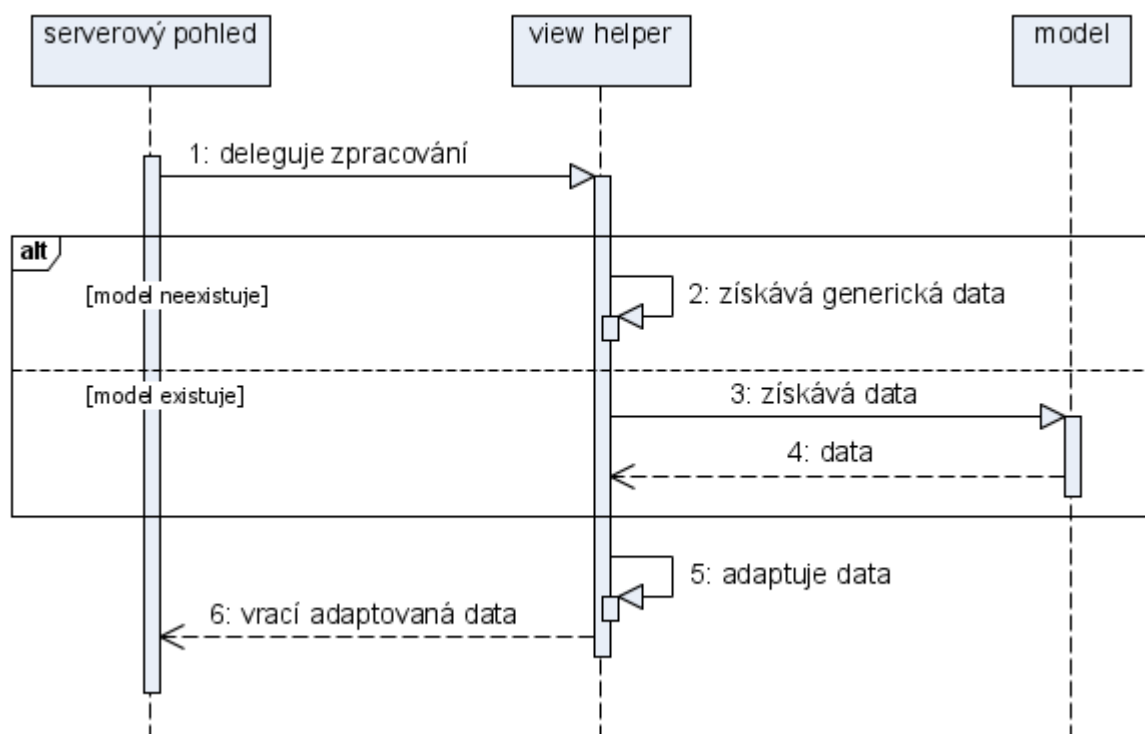 serverový pohled
view helper
model
1: deleguje zpracování
alt
[model neexistuje]
2: získává generická data
[model existuje]
3: získává data
4: data
5: adaptuje data
6: vrací adaptovaná data